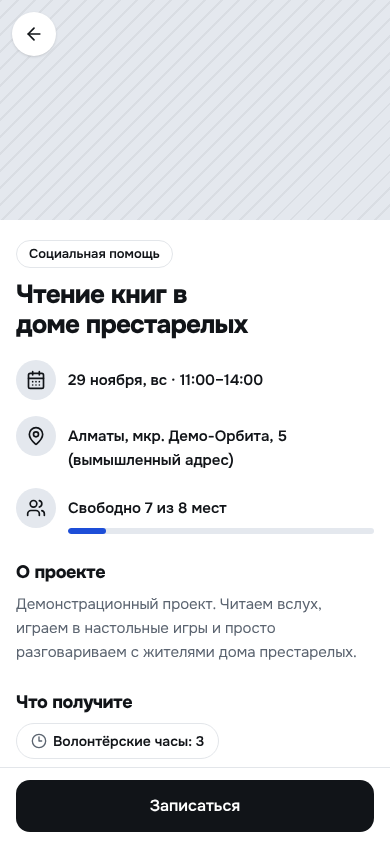 Социальная помощь
Чтение книг в
доме престарелых
29 ноября, вс · 11:00–14:00
Алматы, мкр. Демо-Орбита, 5
(вымышленный адрес)
Свободно 7 из 8 мест
О проекте
Демонстрационный проект. Читаем вслух,
играем в настольные игры и просто
разговариваем с жителями дома престарелых.
Что получите
Волонтёрские часы: 3
Записаться